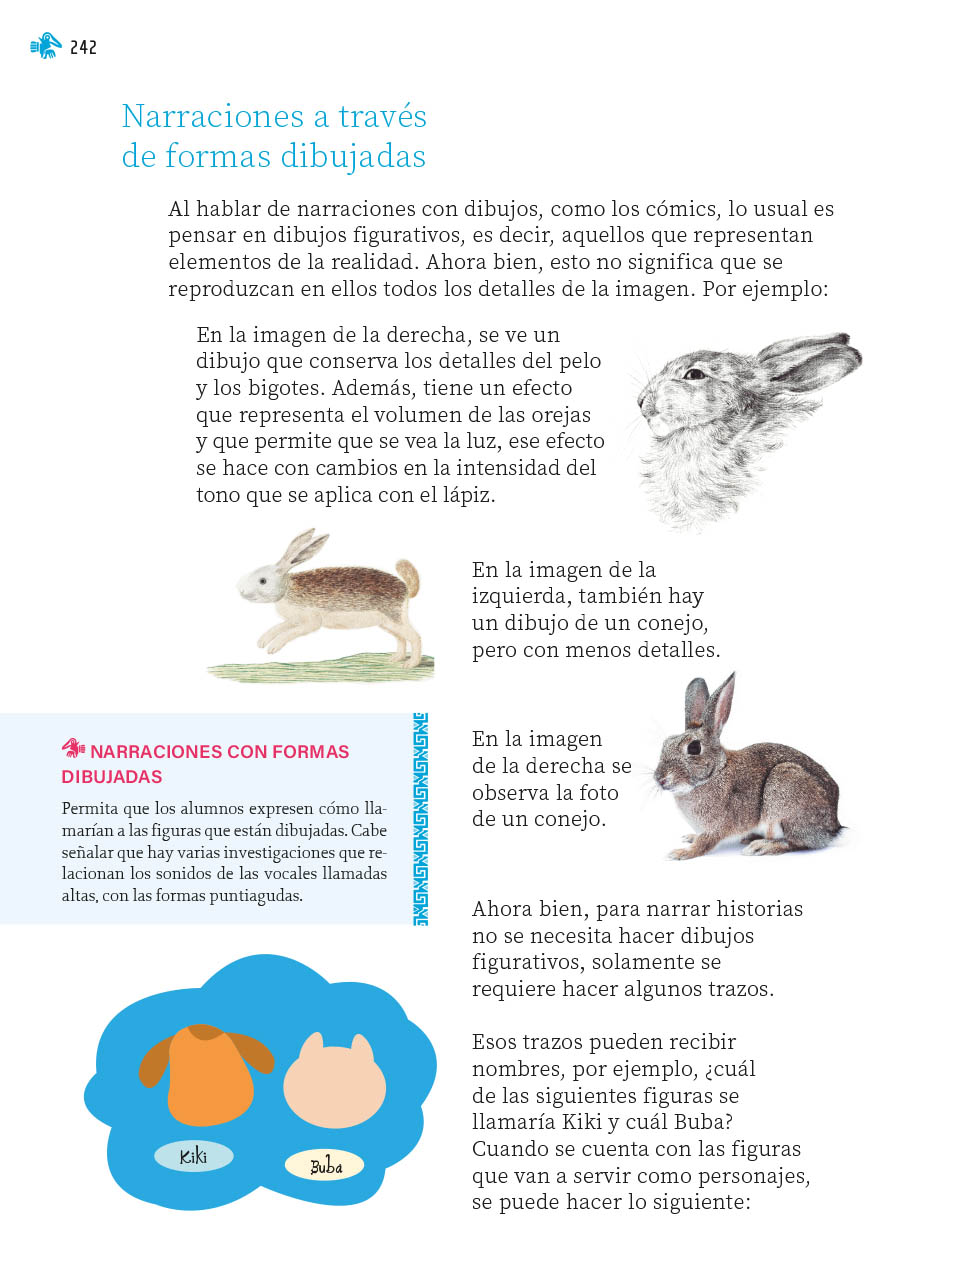 242
Narraciones a través
de formas dibujadas
Al hablar de narraciones con dibujos, como los cómics, lo usual es
pensar en dibujos figurativos, es decir, aquellos que representan
elementos de la realidad. Ahora bien, esto no significa que se
reproduzcan en ellos todos los detalles de la imagen. Por ejemplo:
En la imagen de la derecha, se ve un
dibujo que conserva los detalles del pelo
y los bigotes. Además, tiene un efecto
que representa el volumen de las orejas
y que permite que se vea la luz, ese efecto
se hace con cambios en la intensidad del
tono que se aplica con el lápiz.
En la imagen de la
izquierda, también hay
un dibujo de un conejo,
pero con menos detalles.
En la imagen
de la derecha se
observa la foto
de un conejo.
NARRACIONES CON FORMAS
DIBUJADAS
Permita que los alumnos expresen cómo lla-
marían a las figuras que están dibujadas. Cabe
señalar que hay varias investigaciones que re-
lacionan los sonidos de las vocales llamadas
altas, con las formas puntiagudas.
Ahora bien, para narrar historias
no se necesita hacer dibujos
figurativos, solamente se
requiere hacer algunos trazos.
Esos trazos pueden recibir
nombres, por ejemplo, ¿cuál
de las siguientes figuras se
llamaría Kiki y cuál Buba?
Cuando se cuenta con las figuras
que van a servir como personajes,
se puede hacer lo siguiente:
Kiki
Buba